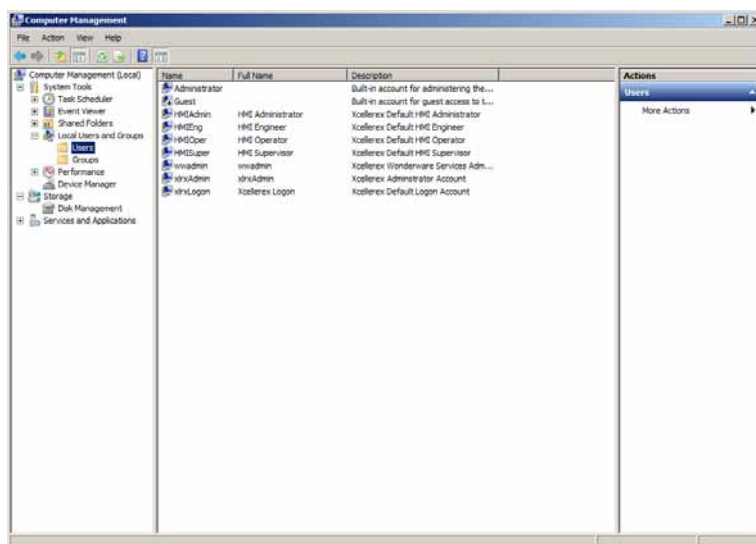 Computer Management
File Action View Help
Computer Management (Local)
System Tools
Task Scheduler
Event Viewer
Shared Folders
Local Users and Groups
Users
Groups
Performance
Device Manager
Storage
Disk Management
Services and Applications
Name Full Name Description
Administrator Built-in account for administering the...
Guest Built-in account for guest access to t...
HMIAdmin HMI Administrator Xcellerex Default HMI Administrator
HMIEng HMI Engineer Xcellerex Default HMI Engineer
HMIOper HMI Operator Xcellerex Default HMI Operator
HMISuper HMI Supervisor Xcellerex Default HMI Supervisor
wwadmin wwadmin Xcellerex Wonderware Services Adm...
xlrxAdmin xlrxAdmin Xcellerex Adminstrator Account
xlrxLogon Xcellerex Logon Xcellerex Default Logon Account
Actions
Users
More Actions